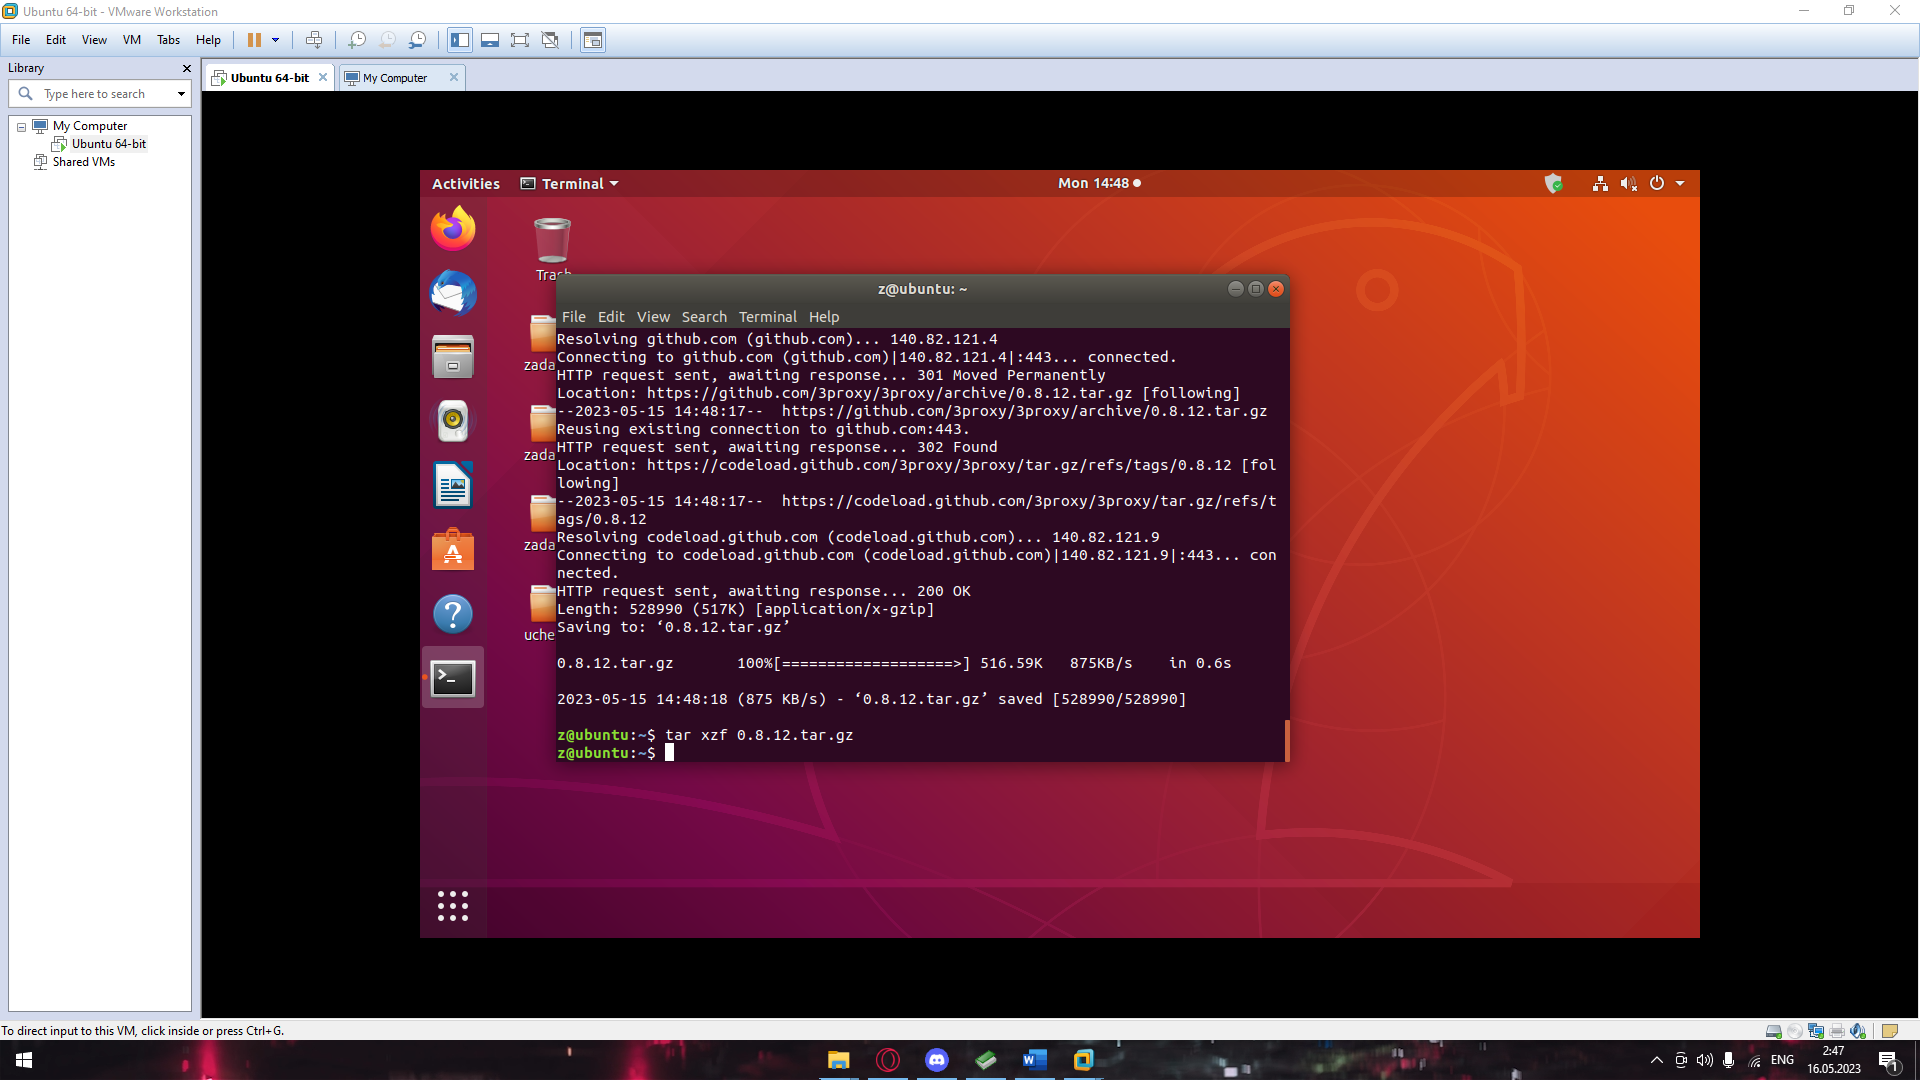 Ubuntu 64-bit - VMware Workstation
File Edit View VM Tabs Help
Library
Type here to search
My Computer
Ubuntu 64-bit
Shared VMs
Ubuntu 64-bit
My Computer
Activities Terminal Mon 14:48
Trash
zada
zada
zada
uche
z@ubuntu: ~
File Edit View Search Terminal Help
Resolving github.com (github.com)... 140.82.121.4
Connecting to github.com (github.com)|140.82.121.4|:443... connected.
HTTP request sent, awaiting response... 301 Moved Permanently
Location: https://github.com/3proxy/3proxy/archive/0.8.12.tar.gz [following]
--2023-05-15 14:48:17--  https://github.com/3proxy/3proxy/archive/0.8.12.tar.gz
Reusing existing connection to github.com:443.
HTTP request sent, awaiting response... 302 Found
Location: https://codeload.github.com/3proxy/3proxy/tar.gz/refs/tags/0.8.12 [fol
lowing]
--2023-05-15 14:48:17--  https://codeload.github.com/3proxy/3proxy/tar.gz/refs/t
ags/0.8.12
Resolving codeload.github.com (codeload.github.com)... 140.82.121.9
Connecting to codeload.github.com (codeload.github.com)|140.82.121.9|:443... con
nected.
HTTP request sent, awaiting response... 200 OK
Length: 528990 (517K) [application/x-gzip]
Saving to: ‘0.8.12.tar.gz’
0.8.12.tar.gz       100%[===================>] 516.59K   875KB/s    in 0.6s
2023-05-15 14:48:18 (875 KB/s) - ‘0.8.12.tar.gz’ saved [528990/528990]
z@ubuntu:~$ tar xzf 0.8.12.tar.gz
z@ubuntu:~$
To direct input to this VM, click inside or press Ctrl+G.
ENG
2:47
16.05.2023
1